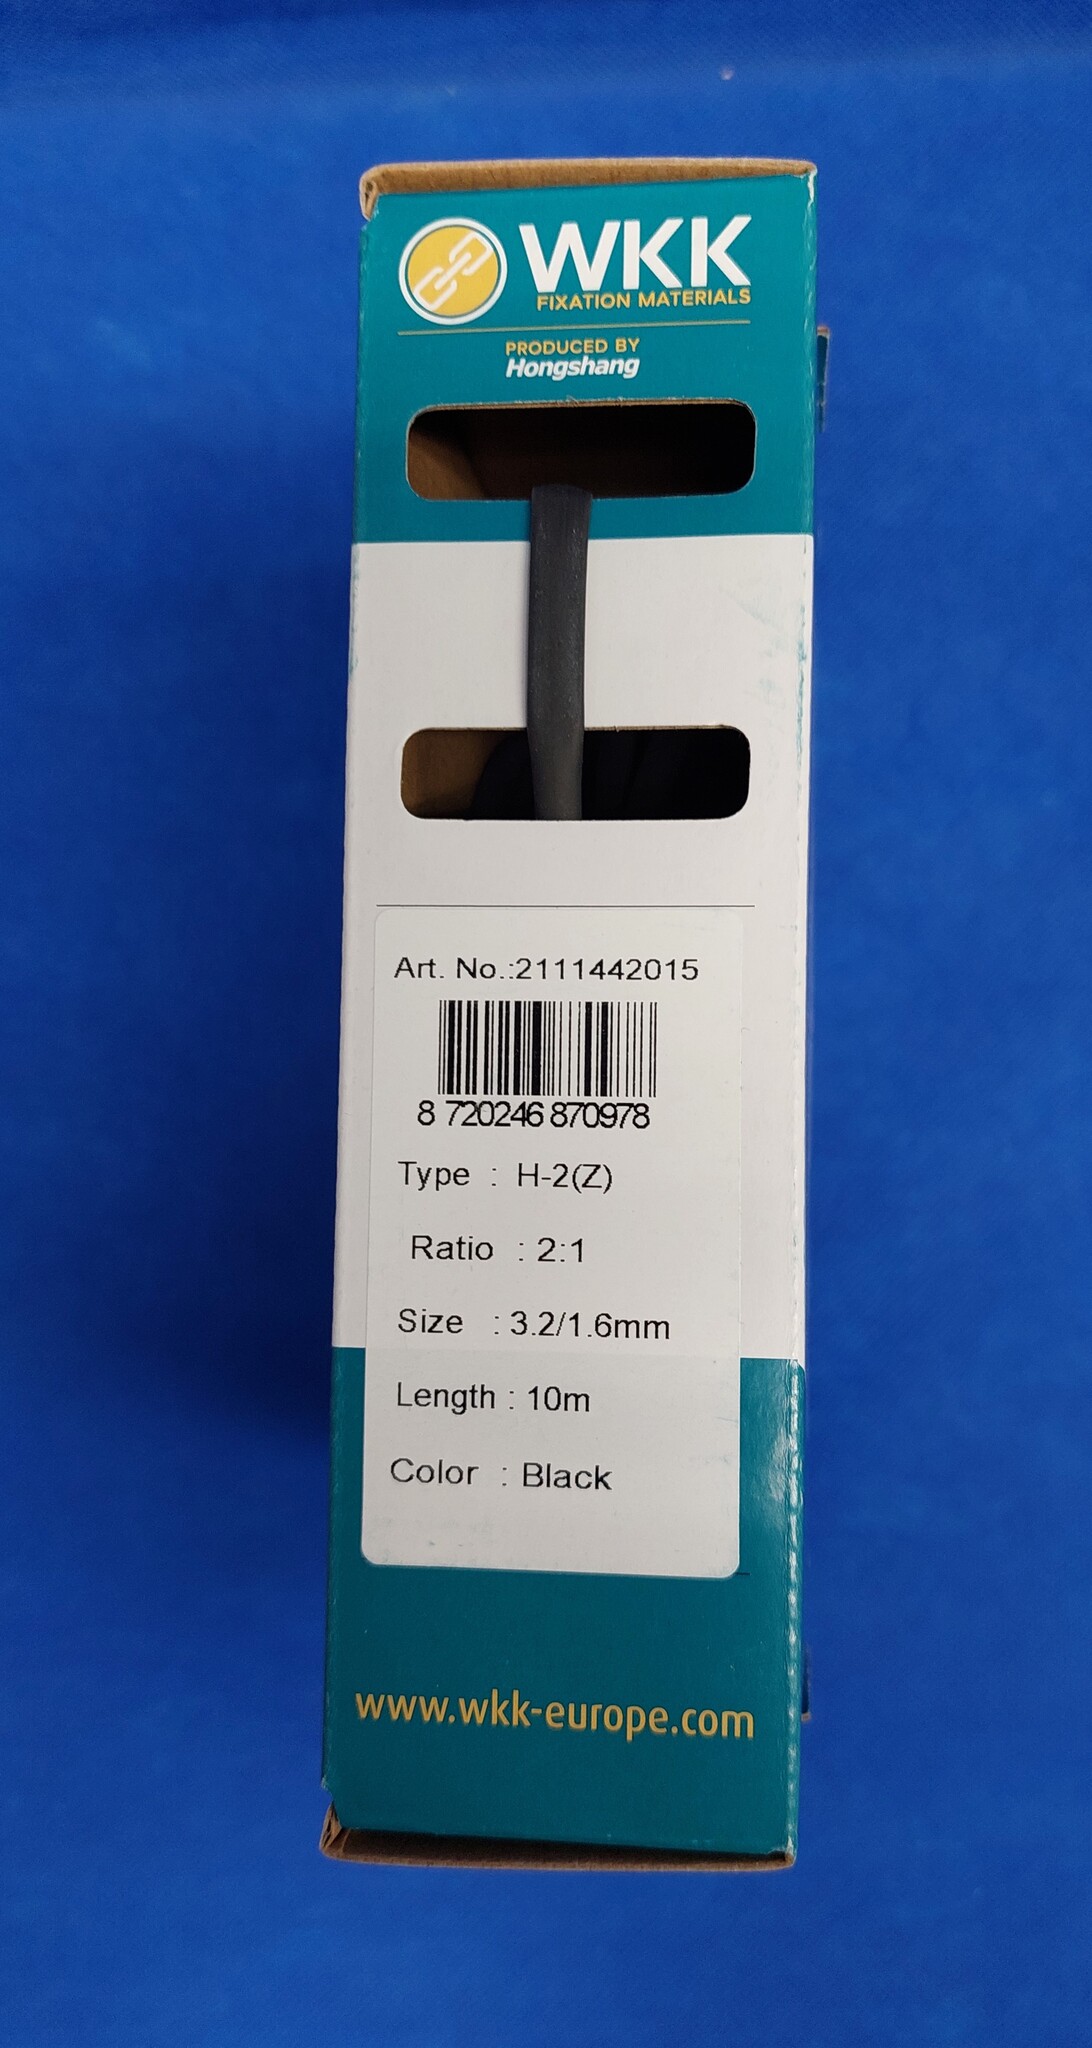 WKK
FIXATION MATERIALS
PRODUCED BY
Hongshang
Art. No.:2111442015
8 720246 870978
Type : H-2(Z)
Ratio : 2:1
Size : 3.2/1.6mm
Length : 10m
Color : Black
www.wkk-europe.com